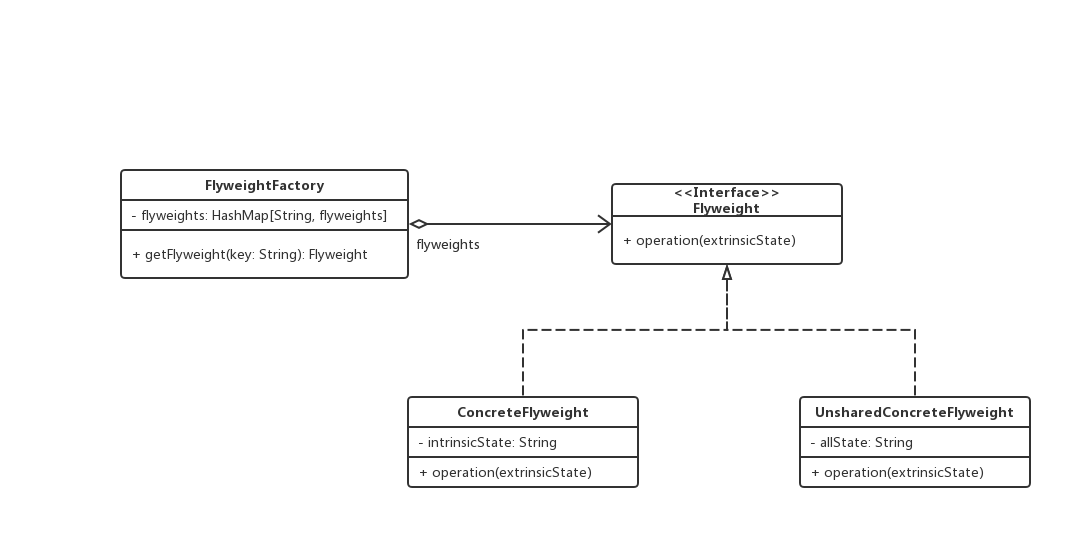 FlyweightFactory
- flyweights: HashMap[String, flyweights]
+ getFlyweight(key: String): Flyweight
flyweights
<<Interface>>
Flyweight
+ operation(extrinsicState)
ConcreteFlyweight
- intrinsicState: String
+ operation(extrinsicState)
UnsharedConcreteFlyweight
- allState: String
+ operation(extrinsicState)